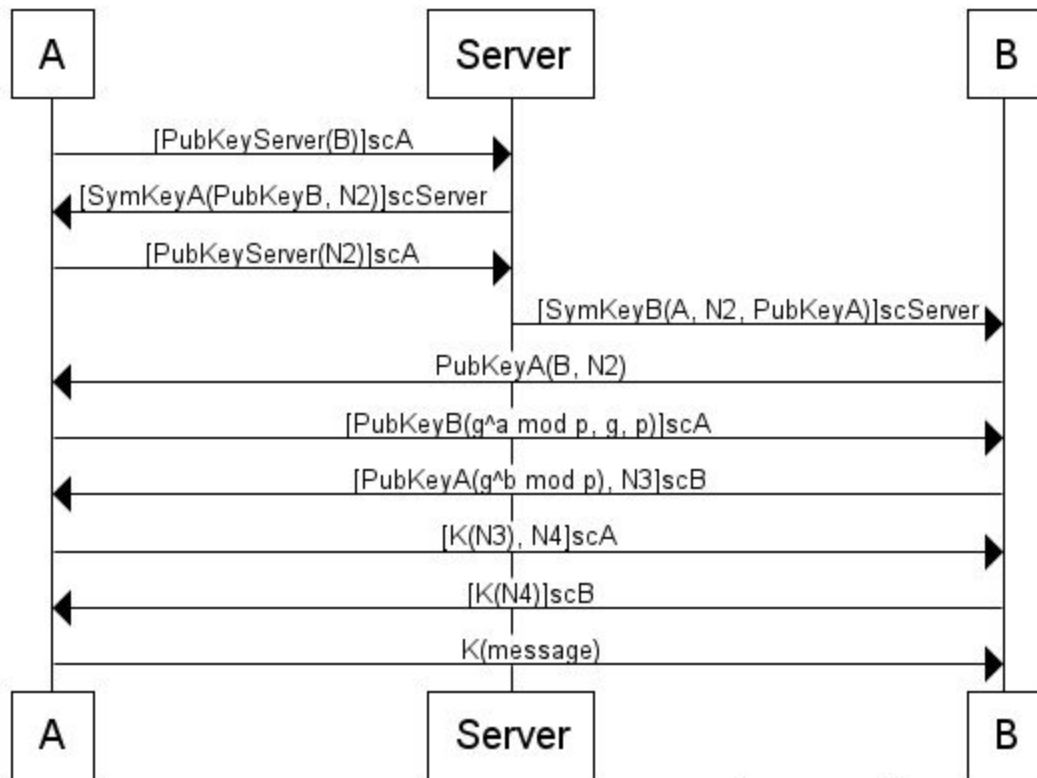 A Server B
[PubKeyServer(B)]scA
[SymKeyA(PubKeyB, N2)]scServer
[PubKeyServer(N2)]scA
[SymKeyB(A, N2, PubKeyA)]scServer
PubKeyA(B, N2)
[PubKeyB(g^a mod p, g, p)]scA
[PubKeyA(g^b mod p), N3]scB
[K(N3), N4]scA
[K(N4)]scB
K(message)
A Server B